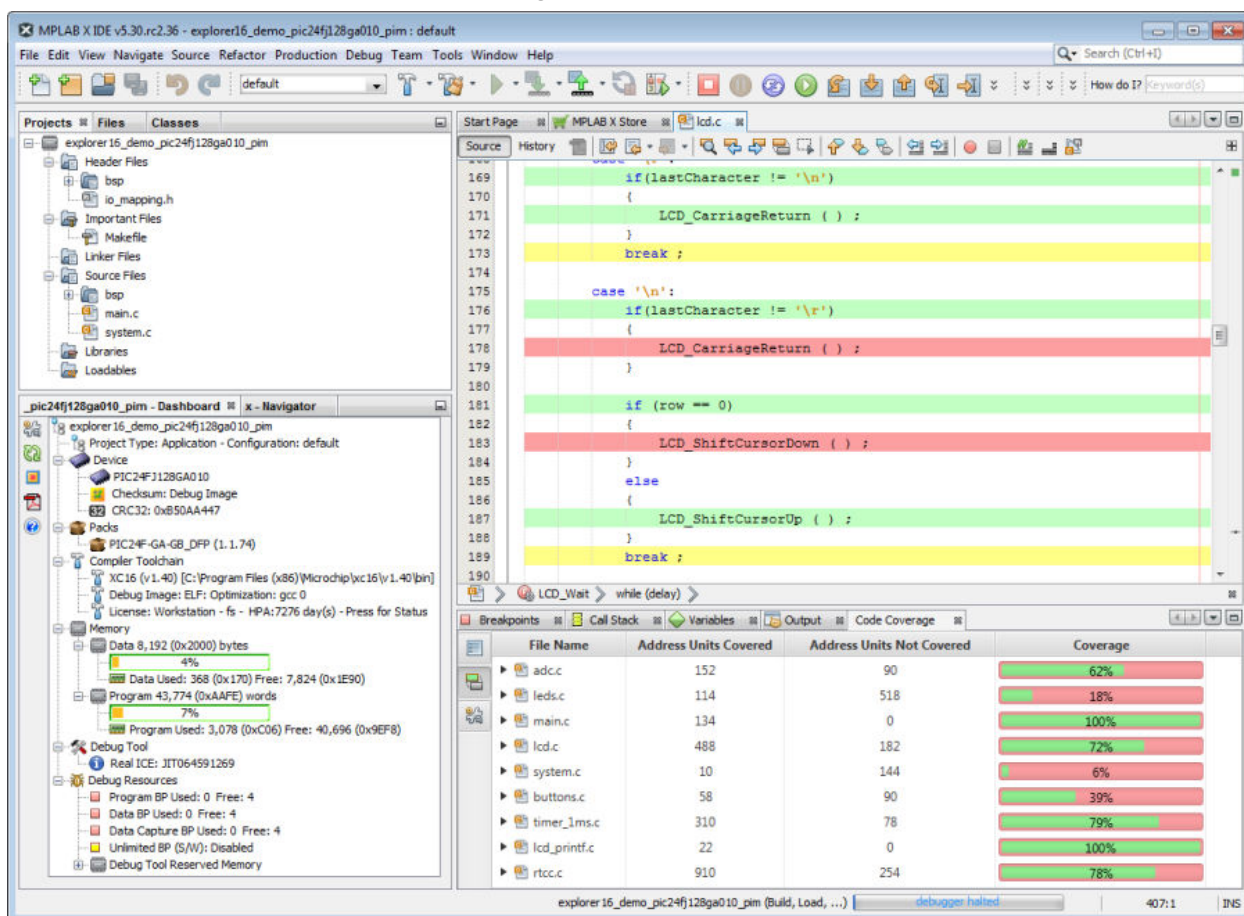 MPLAB X IDE v5.30.rc2.36 - explorer16_demo_pic24fj128ga010_pim : default
File Edit View Navigate Source Refactor Production Debug Team Tools Window Help
Search (Ctrl+I)
default
How do I? Keyword(s)
Projects Files Classes
explorer16_demo_pic24fj128ga010_pim
Header Files
bsp
io_mapping.h
Important Files
Makefile
Linker Files
Source Files
bsp
main.c
system.c
Libraries
Loadables
_pic24fj128ga010_pim - Dashboard x - Navigator
explorer16_demo_pic24fj128ga010_pim
Project Type: Application - Configuration: default
Device
PIC24FJ128GA010
Checksum: Debug Image
CRC32: 0xB50AA447
Packs
PIC24F-GA-GB_DFP (1.1.74)
Compiler Toolchain
XC16 (v1.40) [C:\Program Files (x86)\Microchip\xc16\v1.40\bin]
Debug Image: ELF: Optimization: gcc 0
License: Workstation - fs - HPA:7276 day(s) - Press for Status
Memory
Data 8,192 (0x2000) bytes
4%
Data Used: 368 (0x170) Free: 7,824 (0x1E90)
Program 43,774 (0xAAFE) words
7%
Program Used: 3,078 (0xC06) Free: 40,696 (0x9EF8)
Debug Tool
Real ICE: JIT064591269
Debug Resources
Program BP Used: 0 Free: 4
Data BP Used: 0 Free: 4
Data Capture BP Used: 0 Free: 4
Unlimited BP (S/W): Disabled
Debug Tool Reserved Memory
Start Page MPLAB X Store lcd.c
Source History
169 if(lastCharacter != '\n')
170 {
171 LCD_CarriageReturn ( ) ;
172 }
173 break ;
174
175 case '\n':
176 if(lastCharacter != '\r')
177 {
178 LCD_CarriageReturn ( ) ;
179 }
180
181 if (row == 0)
182 {
183 LCD_ShiftCursorDown ( ) ;
184 }
185 else
186 {
187 LCD_ShiftCursorUp ( ) ;
188 }
189 break ;
190
LCD_Wait while (delay)
Breakpoints Call Stack Variables Output Code Coverage
File Name Address Units Covered Address Units Not Covered Coverage
adc.c 152 90 62%
leds.c 114 518 18%
main.c 134 0 100%
lcd.c 488 182 72%
system.c 10 144 6%
buttons.c 58 90 39%
timer_1ms.c 310 78 79%
lcd_printf.c 22 0 100%
rtcc.c 910 254 78%
explorer16_demo_pic24fj128ga010_pim (Build, Load, ...) debugger halted 407:1 INS